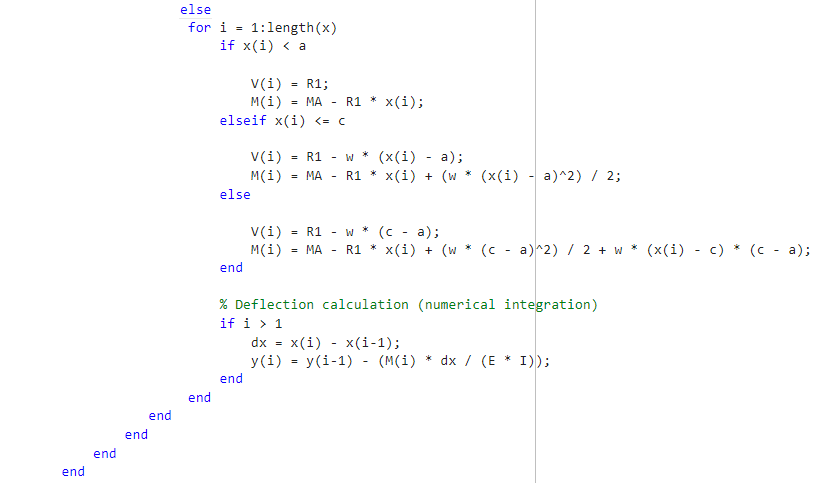 else
for i = 1:length(x)
if x(i) < a
V(i) = R1;
M(i) = MA - R1 * x(i);
elseif x(i) <= c
V(i) = R1 - w * (x(i) - a);
M(i) = MA - R1 * x(i) + (w * (x(i) - a)^2) / 2;
else
V(i) = R1 - w * (c - a);
M(i) = MA - R1 * x(i) + (w * (c - a)^2) / 2 + w * (x(i) - c) * (c - a);
end
% Deflection calculation (numerical integration)
if i > 1
dx = x(i) - x(i-1);
y(i) = y(i-1) - (M(i) * dx / (E * I));
end
end
end
end
end
end